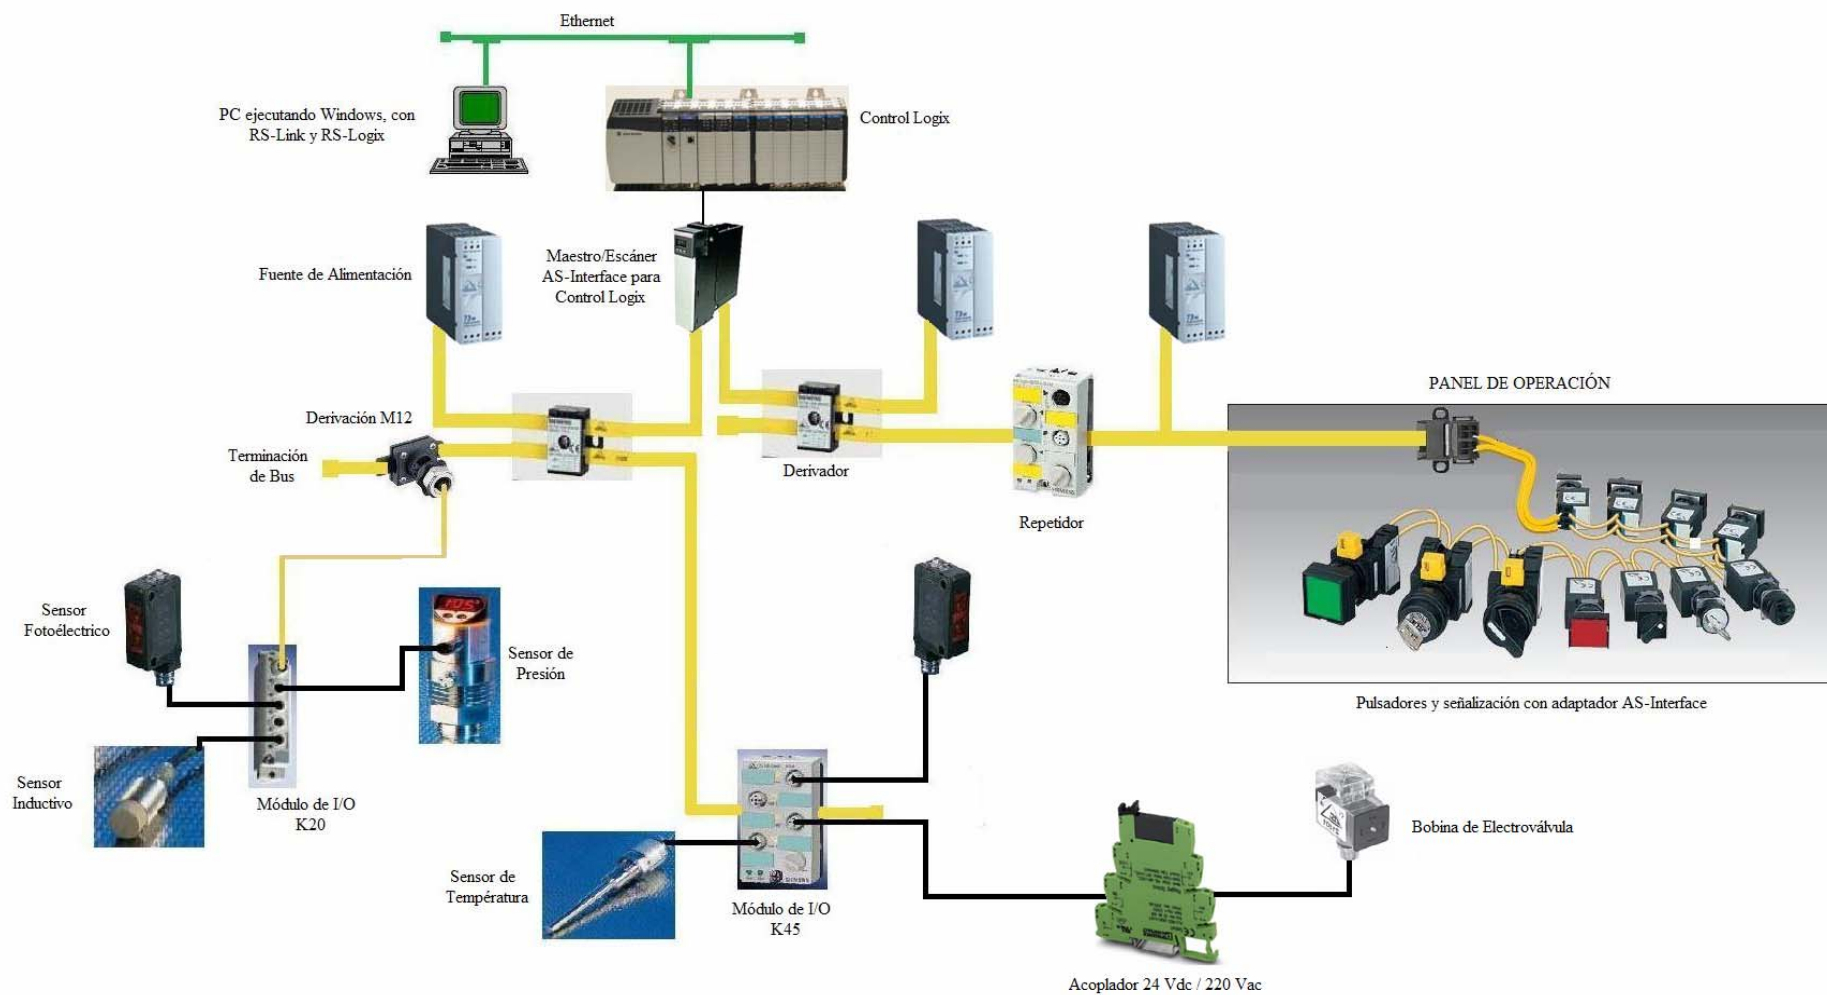 Ethernet
PC ejecutando Windows, con
RS-Link y RS-Logix
Control Logix
Fuente de Alimentación
Maestro/Escáner
AS-Interface para
Control Logix
PANEL DE OPERACIÓN
Derivación M12
Terminación
de Bus
Derivador
Repetidor
Sensor
Fotoélectrico
Sensor de
Presión
Pulsadores y señalización con adaptador AS-Interface
Sensor
Inductivo
Módulo de I/O
K20
Bobina de Electroválvula
Sensor de
Températura
Módulo de I/O
K45
Acoplador 24 Vdc / 220 Vac